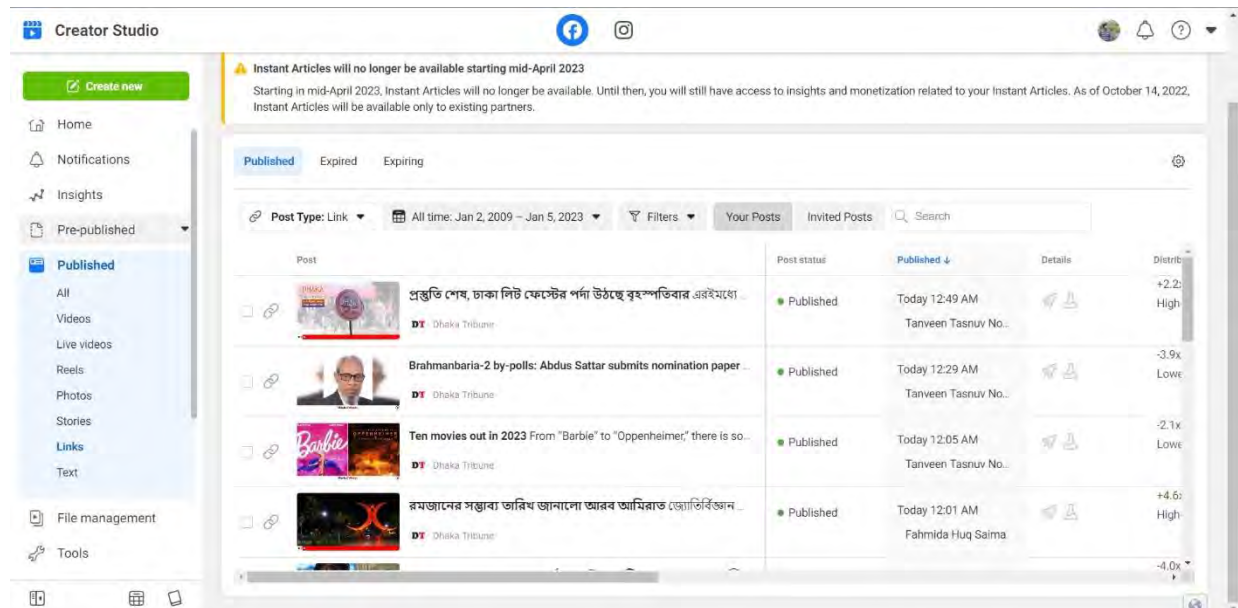 Creator Studio
Create new
Home
Notifications
Insights
Pre-published
Published
All
Videos
Live videos
Reels
Photos
Stories
Links
Text
File management
Tools
Instant Articles will no longer be available starting mid-April 2023
Starting in mid-April 2023, Instant Articles will no longer be available. Until then, you will still have access to insights and monetization related to your Instant Articles. As of October 14, 2022,
Instant Articles will be available only to existing partners.
Published Expired Expiring
Post Type: Link All time: Jan 2, 2009 – Jan 5, 2023 Filters Your Posts Invited Posts Search
Post Post status Published ↓ Details Distrib
প্রস্তুতি শেষ, ঢাকা লিট ফেস্টের পর্দা উঠছে বৃহস্পতিবার এরইমধ্যে ..
DT Dhaka Tribune
Published
Today 12:49 AM
Tanveen Tasnuv No...
+2.2
High
Brahmanbaria-2 by-polls: Abdus Sattar submits nomination paper ..
DT Dhaka Tribune
Published
Today 12:29 AM
Tanveen Tasnuv No...
-3.9x
Lowe
Barbie
Ten movies out in 2023 From "Barbie" to "Oppenheimer," there is so...
DT Dhaka Tribune
Published
Today 12:05 AM
Tanveen Tasnuv No...
-2.1x
Lowe
রমজানের সম্ভাব্য তারিখ জানালো আরব আমিরাত জ্যোতির্বিজ্ঞান ..
DT Dhaka Tribune
Published
Today 12:01 AM
Fahmida Huq Saima
+4.6
High
-4.0x